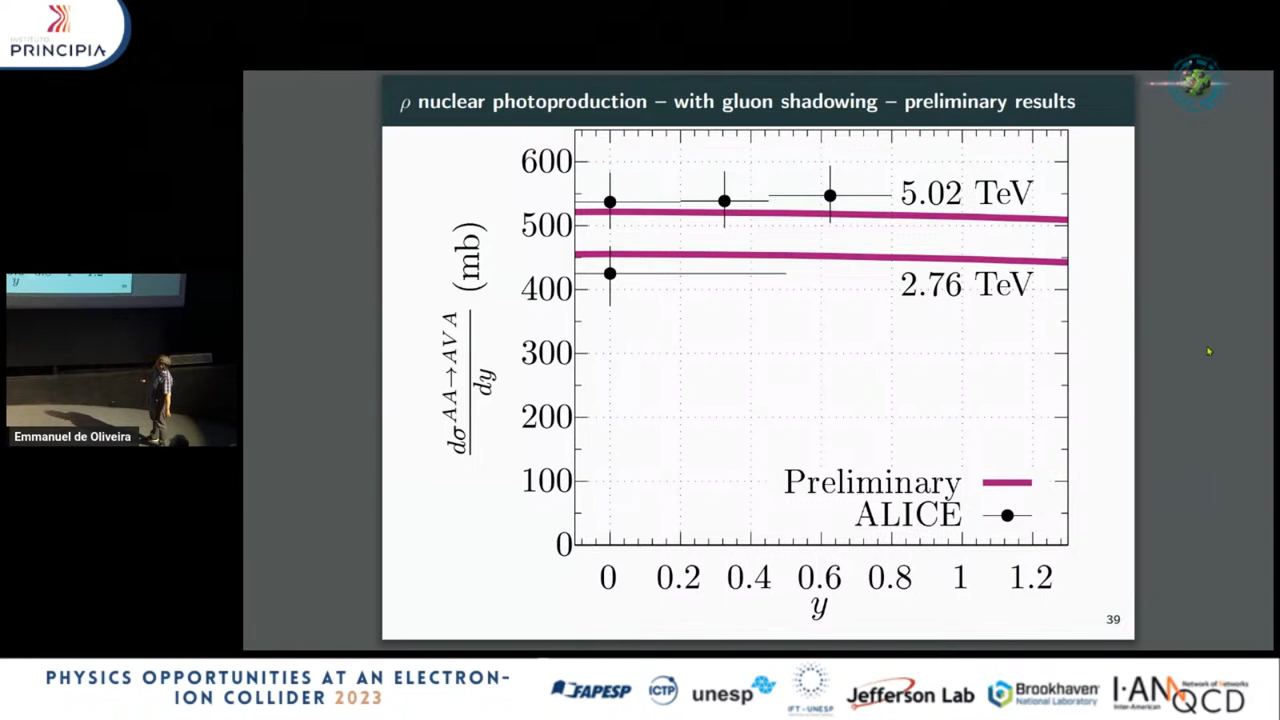 INSTITUTO
PRINCIPIA
ρ nuclear photoproduction – with gluon shadowing – preliminary results
600
500
400
300
200
100
0
dσ^{AA→AVA}/dy (mb)
5.02 TeV
2.76 TeV
Preliminary
ALICE
0 0.2 0.4 0.6 0.8 1 1.2
y
39
y
Emmanuel de Oliveira
PHYSICS OPPORTUNITIES AT AN ELECTRON-
ION COLLIDER 2023
FAPESP
ICTP
unesp
IFT - UNESP
Jefferson Lab
Brookhaven
National Laboratory
I-ANQCD
Network of Networks
Inter-American